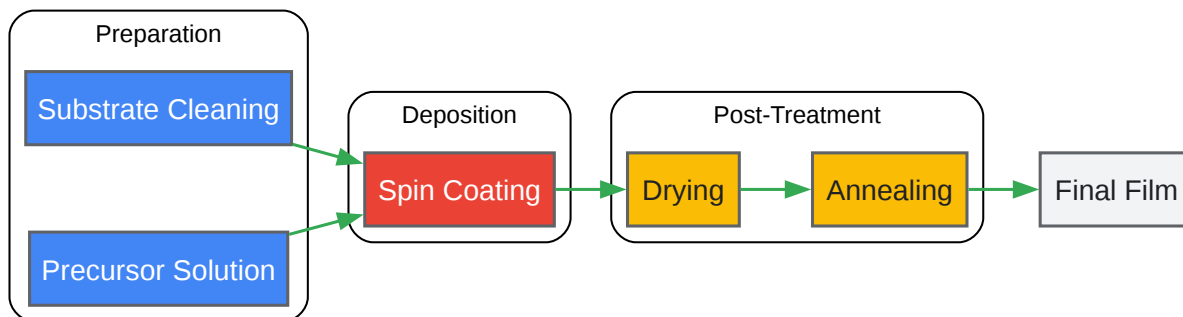 Preparation
Substrate Cleaning
Precursor Solution
Deposition
Spin Coating
Post-Treatment
Drying
Annealing
Final Film